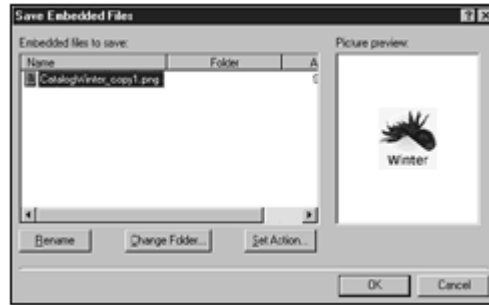 Save Embedded Files
Embedded files to save:
Picture preview:
Name Folder A
CatalogWinter_copy1.png
Winter
Rename Change Folder... Set Action...
OK Cancel